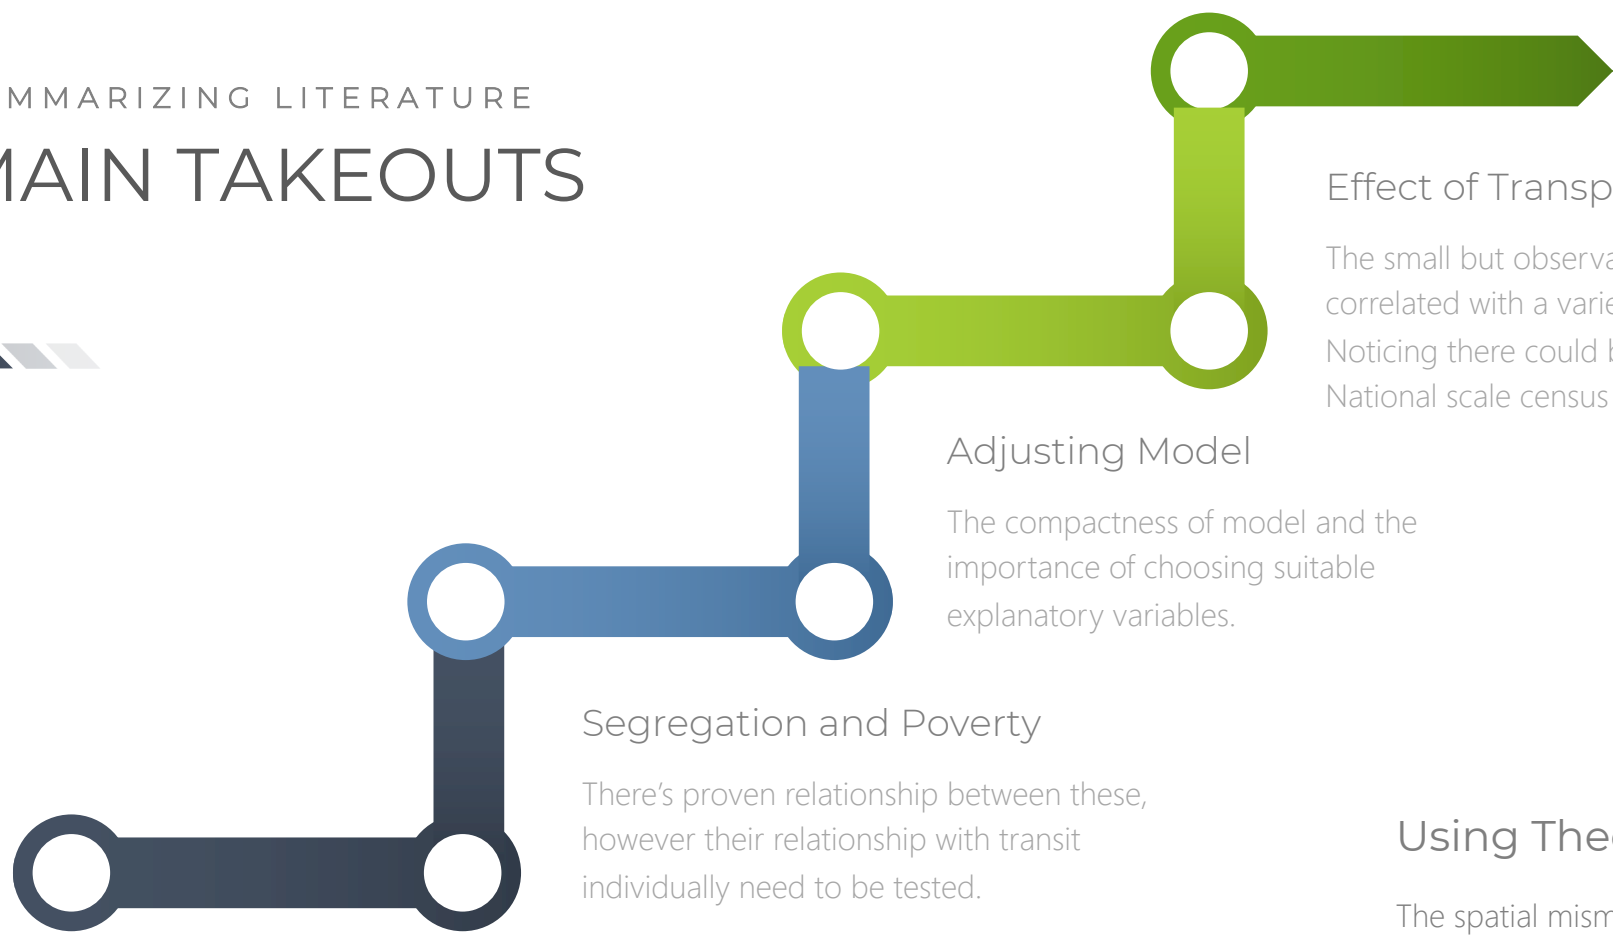 MMARIZING LITERATURE
MAIN TAKEOUTS
Effect of Transp
The small but observa
correlated with a varie
Noticing there could b
National scale census
Adjusting Model
The compactness of model and the
importance of choosing suitable
explanatory variables.
Segregation and Poverty
There's proven relationship between these,
however their relationship with transit
individually need to be tested.
Using Theo
The spatial mism